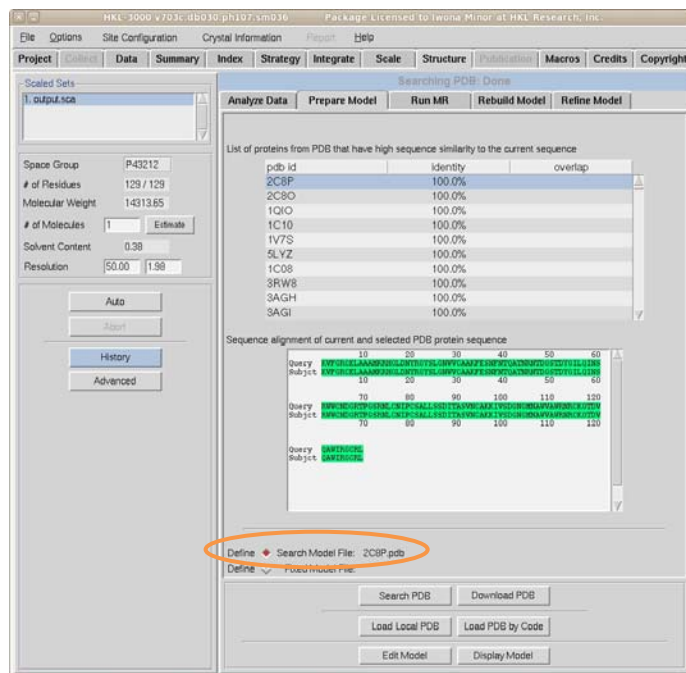 HKL-3000 v703c.db030.ph107.sm036 Package Licensed to Iwona Minor at HKL Research, Inc.
File Options Site Configuration Crystal Information Report Help
Project Collect Data Summary Index Strategy Integrate Scale Structure Publication Macros Credits Copyright
Scaled Sets
1. output.sca
Space Group P43212
# of Residues 129 / 129
Molecular Weight 14313.65
# of Molecules 1 Estimate
Solvent Content 0.38
Resolution 50.00 1.98
Auto
Abort
History
Advanced
Searching PDB: Done
Analyze Data Prepare Model Run MR Rebuild Model Refine Model
List of proteins from PDB that have high sequence similarity to the current sequence
pdb id identity overlap
2C8P 100.0%
2C8O 100.0%
1QIO 100.0%
1C10 100.0%
1V7S 100.0%
5LYZ 100.0%
1C08 100.0%
3RW8 100.0%
3AGH 100.0%
3AGI 100.0%
Sequence alignment of current and selected PDB protein sequence
10 20 30 40 50 60
Query
Subjct
10 20 30 40 50 60
70 80 90 100 110 120
Query
Subjct
70 80 90 100 110 120
Query QAWIRGCRL
Subjct QAWIRGCRL
Define Search Model File: 2C8P.pdb
Define Fixed Model File:
Search PDB Download PDB
Load Local PDB Load PDB by Code
Edit Model Display Model